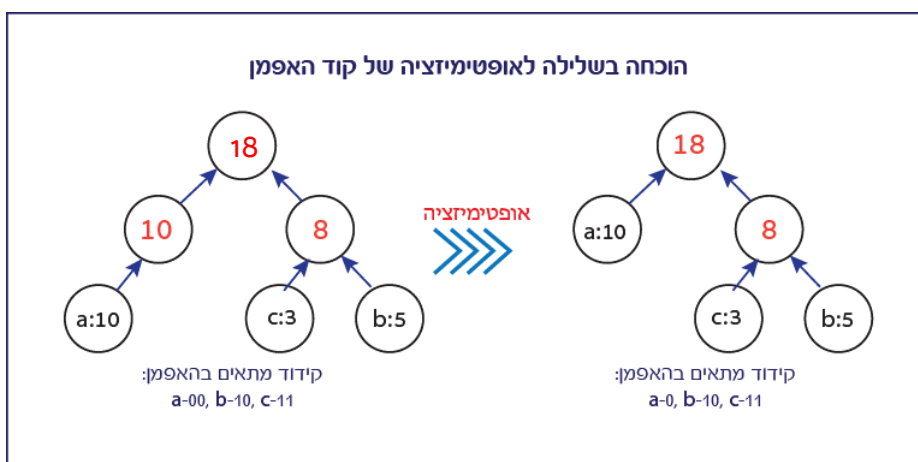 הוכחה בשלילה לאופטימיזציה של קוד האפמן
18
10
8
a:10
c:3
b:5
קידוד מתאים בהאפמן:
a-00, b-10, c-11
אופטימיזציה
18
a:10
8
c:3
b:5
קידוד מתאים בהאפמן:
a-0, b-10, c-11